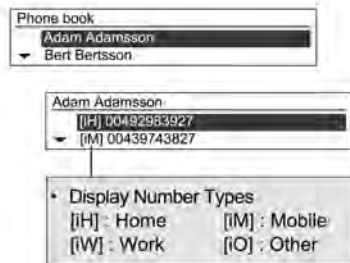 Phone book
Adam Adamsson
Bert Bertsson
Adam Adamsson
[iH] 00492983927
[iM] 00439743827
• Display Number Types
[iH] : Home [iM] : Mobile
[iW] : Work [iO] : Other